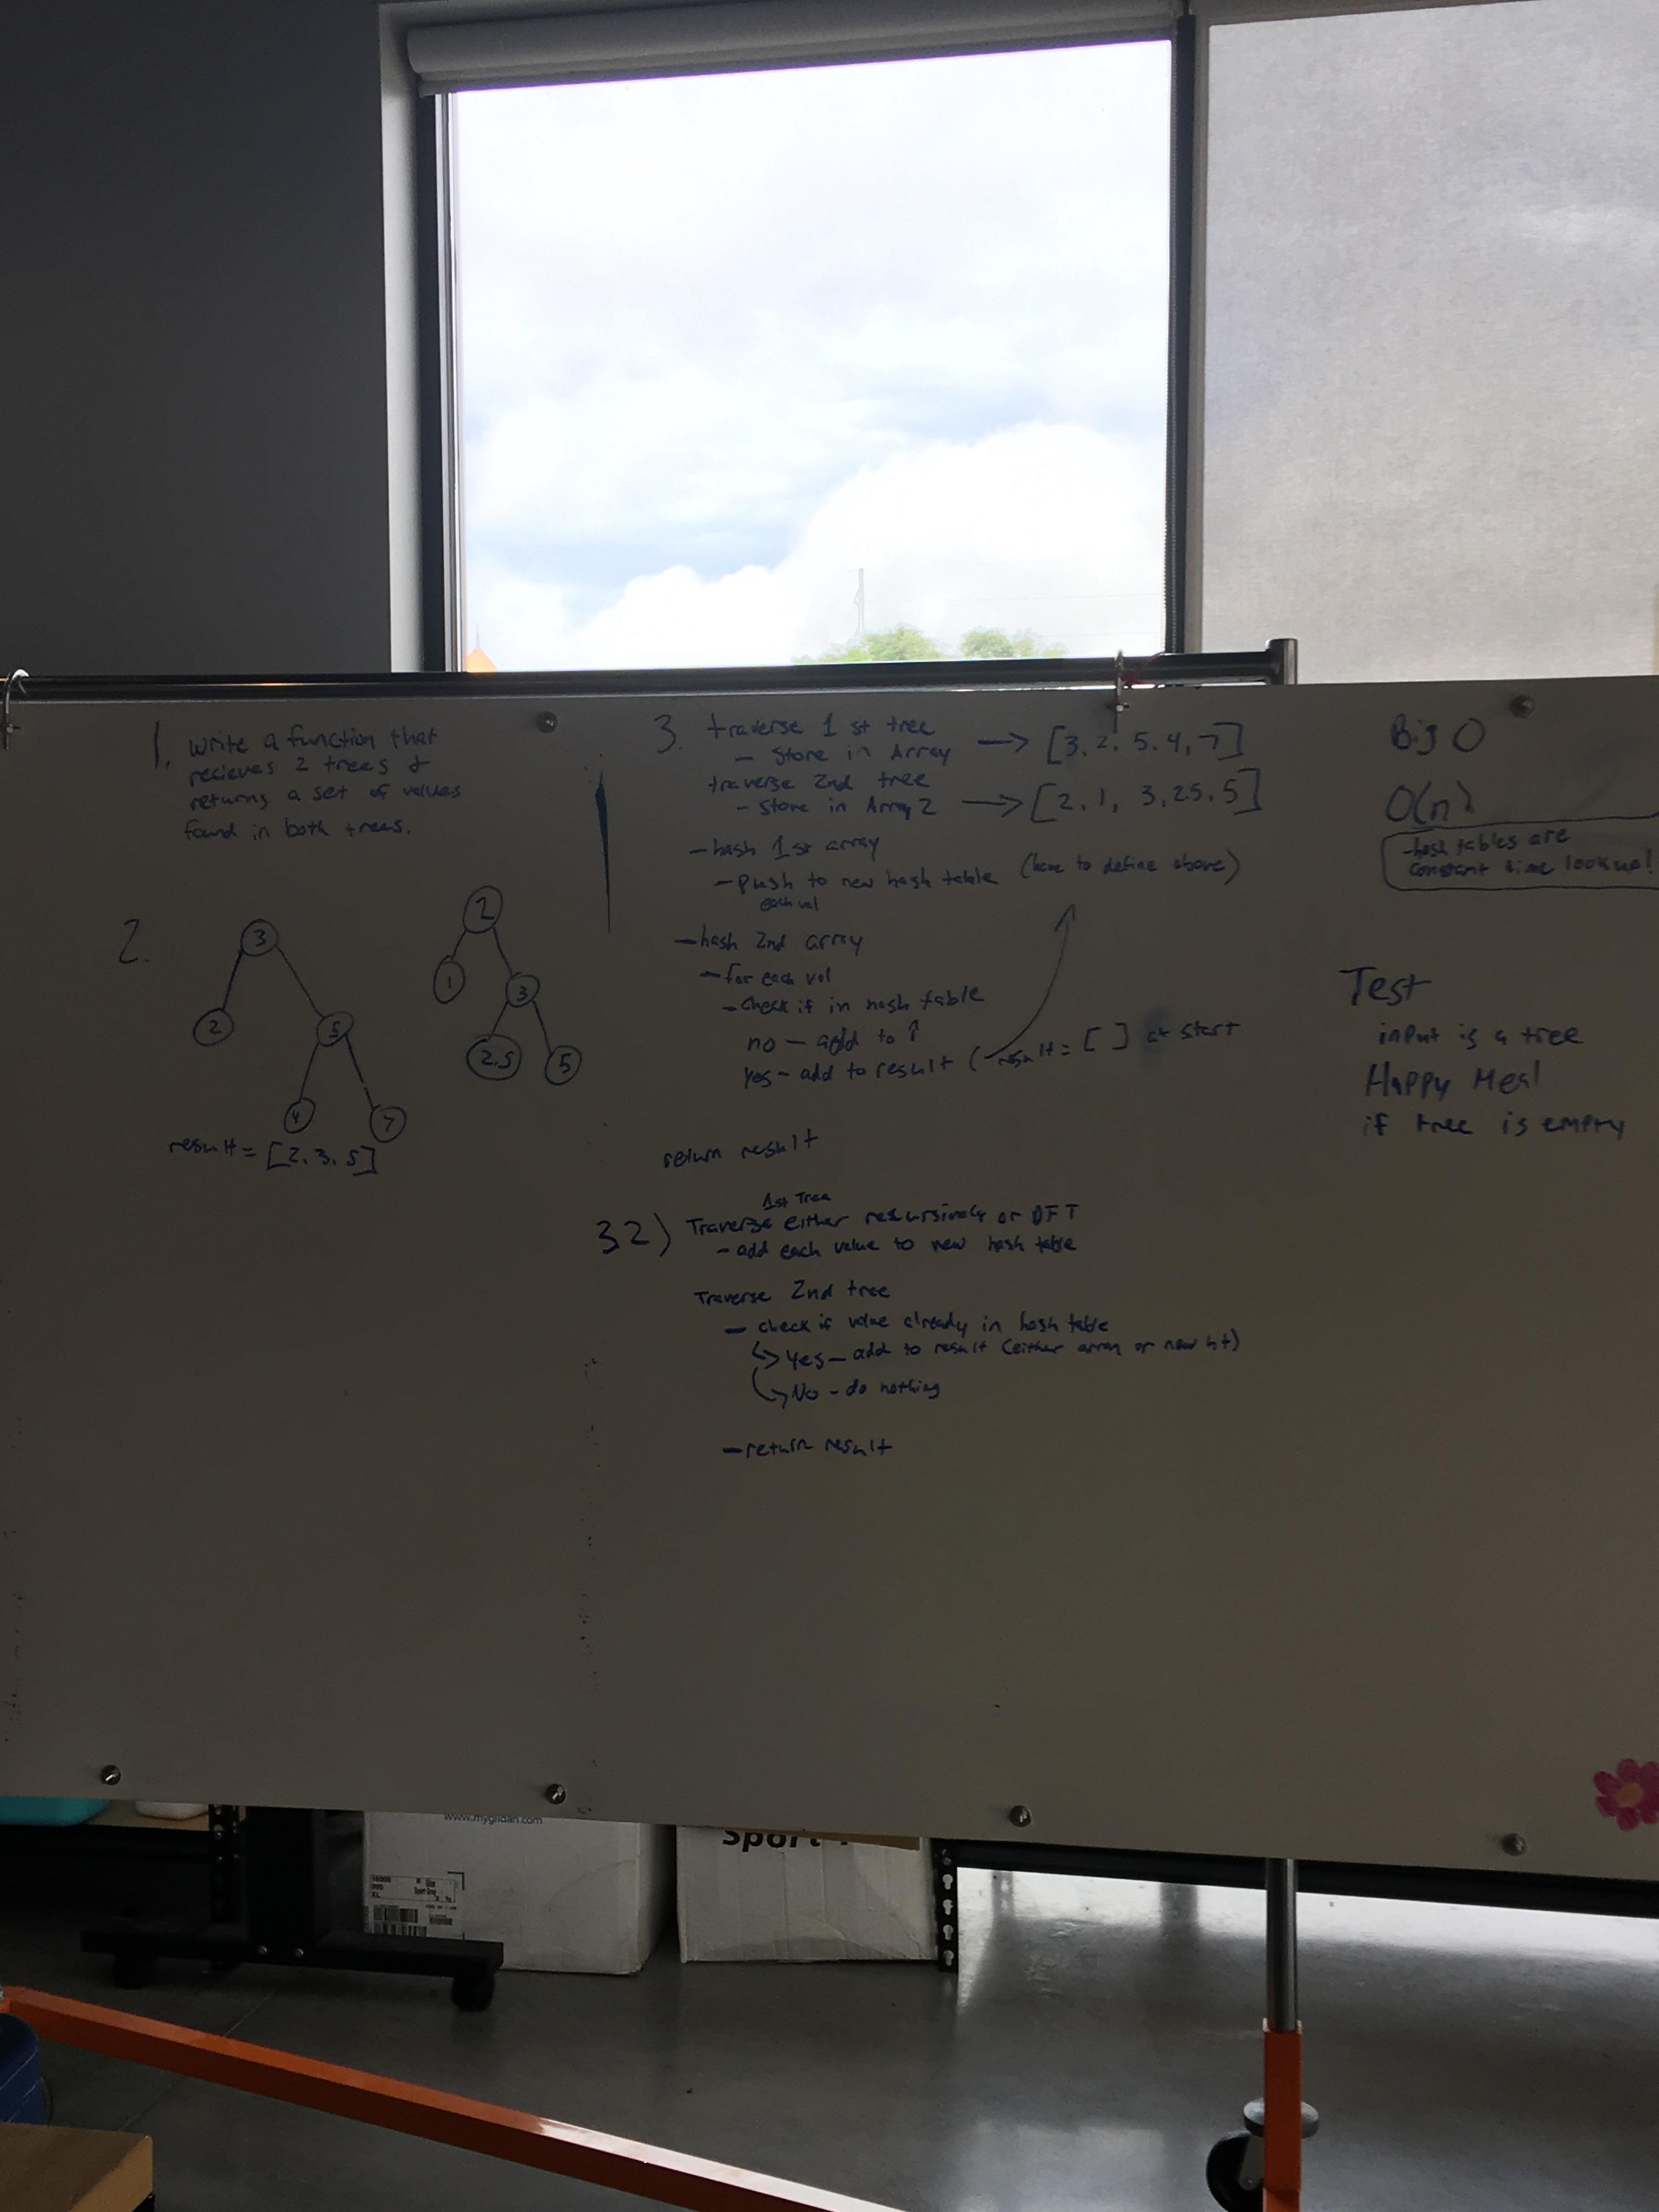 1. Write a function that
recieves 2 trees &
returns a set of values
found in both trees.
2.
3
2
5
4
7
result = [2, 3, 5]
2
1
3
2.5
5
3. traverse 1st tree
- Store in Array → [3, 2, 5, 4, 7]
traverse 2nd tree
- Store in Array 2 → [2, 1, 3, 2.5, 5]
- hash 1st array
- Push to new hash table (have to define above)
each val
- hash 2nd array
- for each val
- check if in hash table
no - add to ↑
yes - add to result ( result = [ ] at start
return result
1st Tree
3.2) Traverse either recursively or DFT
- add each value to new hash table
Traverse 2nd tree
- check if value already in hash table
↳ Yes - add to result (either array or new ht)
↳ No - do nothing
- return result
Big O
O(n)
- hash tables are
constant time lookup!
Test
input is a tree
Happy Meal
if tree is empty
www.mygildan.com
Sport